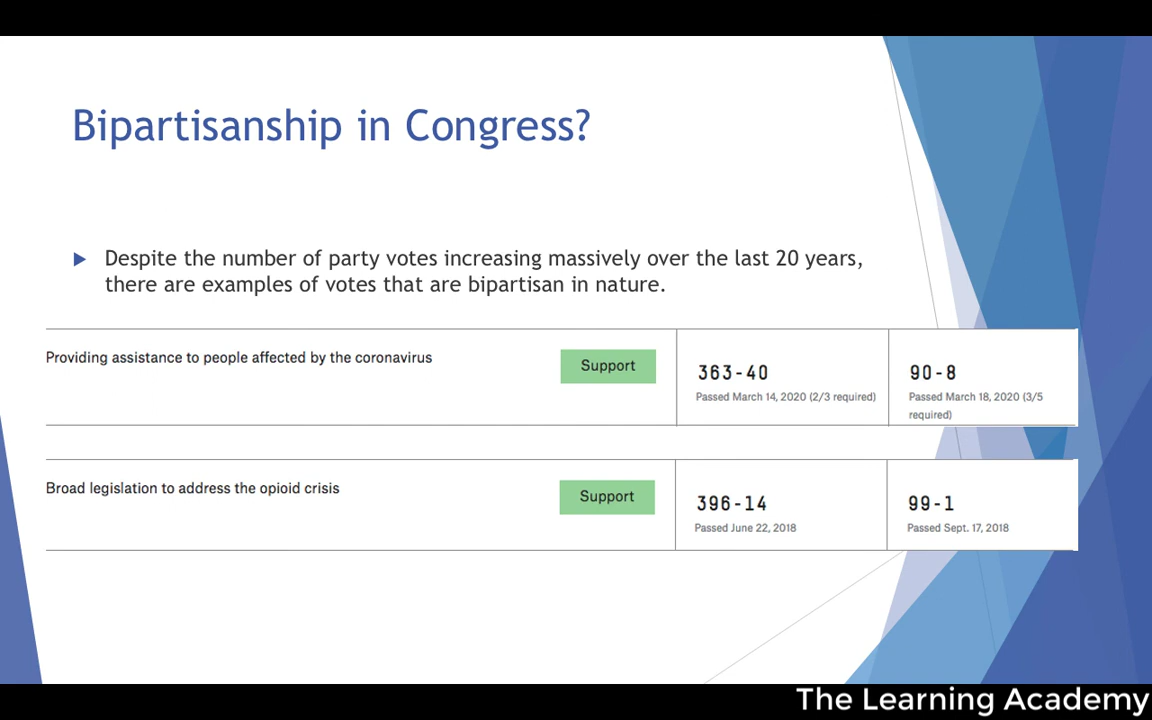 Bipartisanship in Congress?
Despite the number of party votes increasing massively over the last 20 years,
there are examples of votes that are bipartisan in nature.
Providing assistance to people affected by the coronavirus
Support
363-40
Passed March 14, 2020 (2/3 required)
90-8
Passed March 18, 2020 (3/5
required)
Broad legislation to address the opioid crisis
Support
396-14
Passed June 22, 2018
99-1
Passed Sept. 17, 2018
The Learning Academy